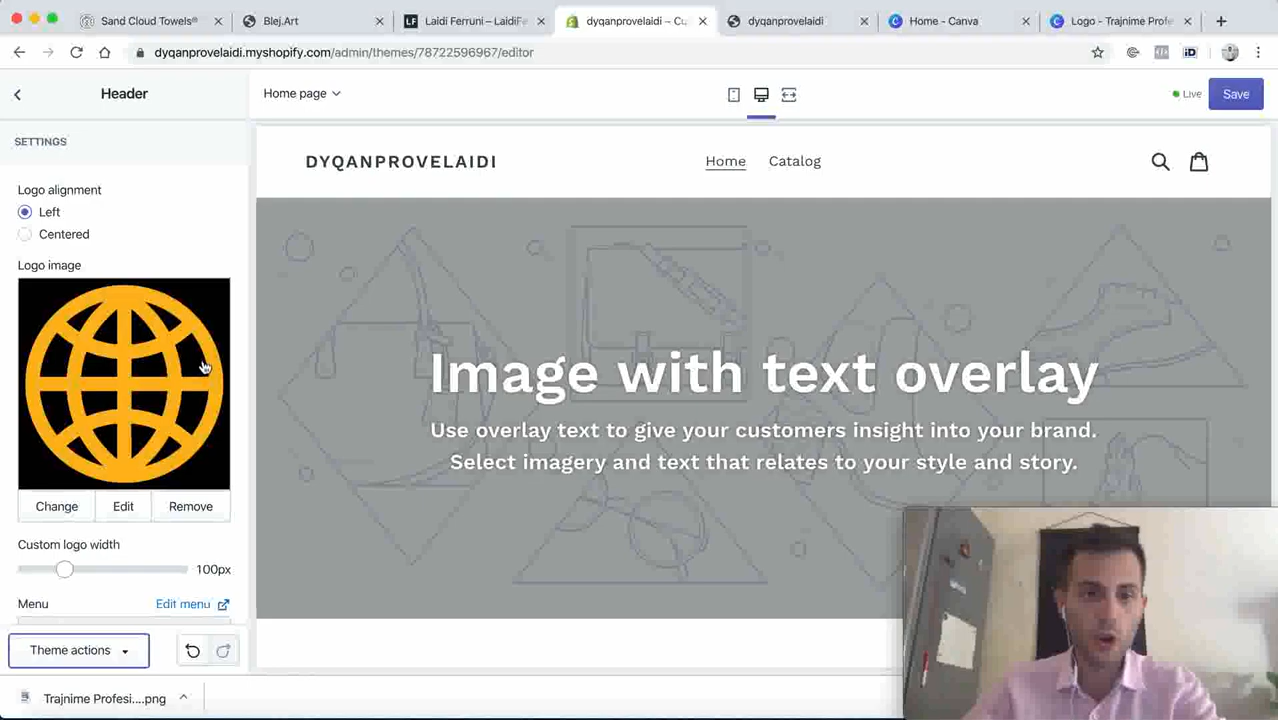 Sand Cloud Towels®
Blej.Art
LF Laidi Ferruni – LaidiFe
dyqanprovelaidi – Cu
dyqanprovelaidi
Home - Canva
Logo - Trajnime Profe
dyqanprovelaidi.myshopify.com/admin/themes/78722596967/editor
iD
Header
Home page
Live
Save
SETTINGS
DYQANPROVELAIDI
Home
Catalog
Logo alignment
Left
Centered
Logo image
Image with text overlay
Use overlay text to give your customers insight into your brand.
Select imagery and text that relates to your style and story.
Change
Edit
Remove
Custom logo width
100px
Menu
Edit menu
Theme actions
Trajnime Profesi....png